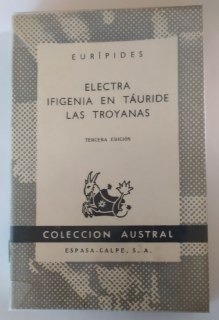 EURÍPIDES
ELECTRA
IFIGENIA EN TÁURIDE
LAS TROYANAS
TERCERA EDICIÓN
COLECCION AUSTRAL
ESPASA-CALPE, S. A.